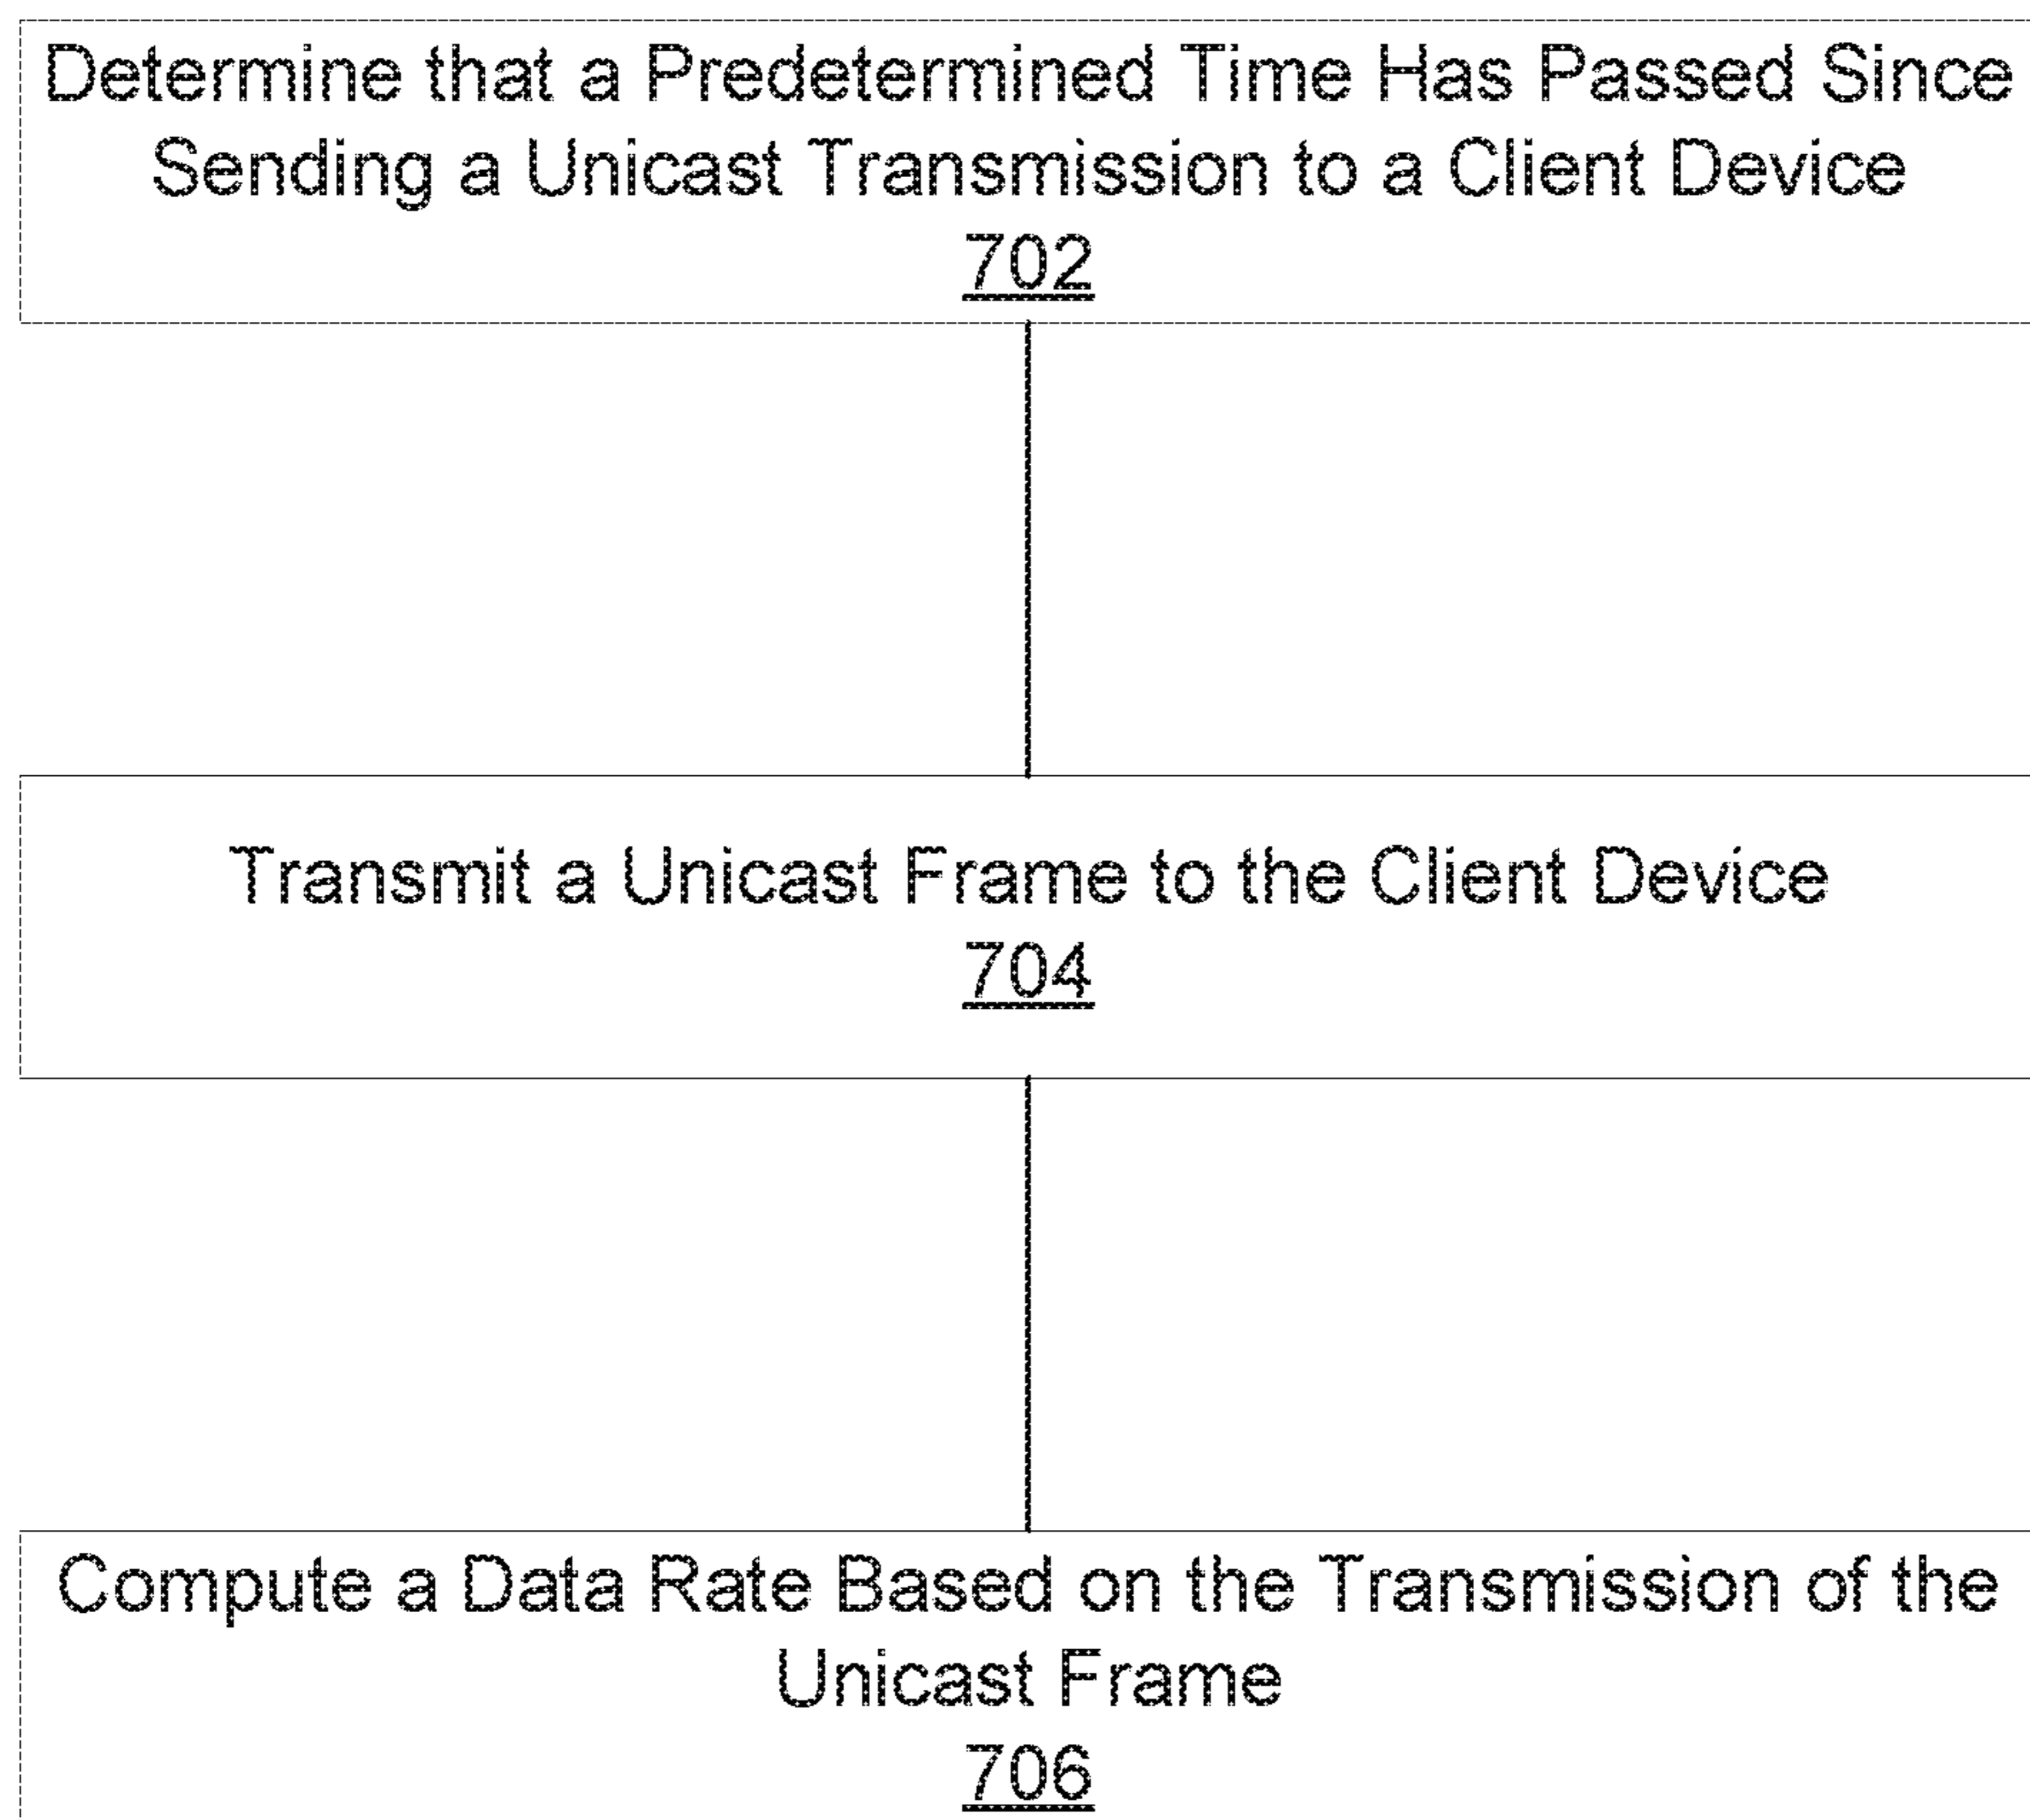 Determine that a Predetermined Time Has Passed Since
Sending a Unicast Transmission to a Client Device
702
Transmit a Unicast Frame to the Client Device
704
Compute a Data Rate Based on the Transmission of the
Unicast Frame
706